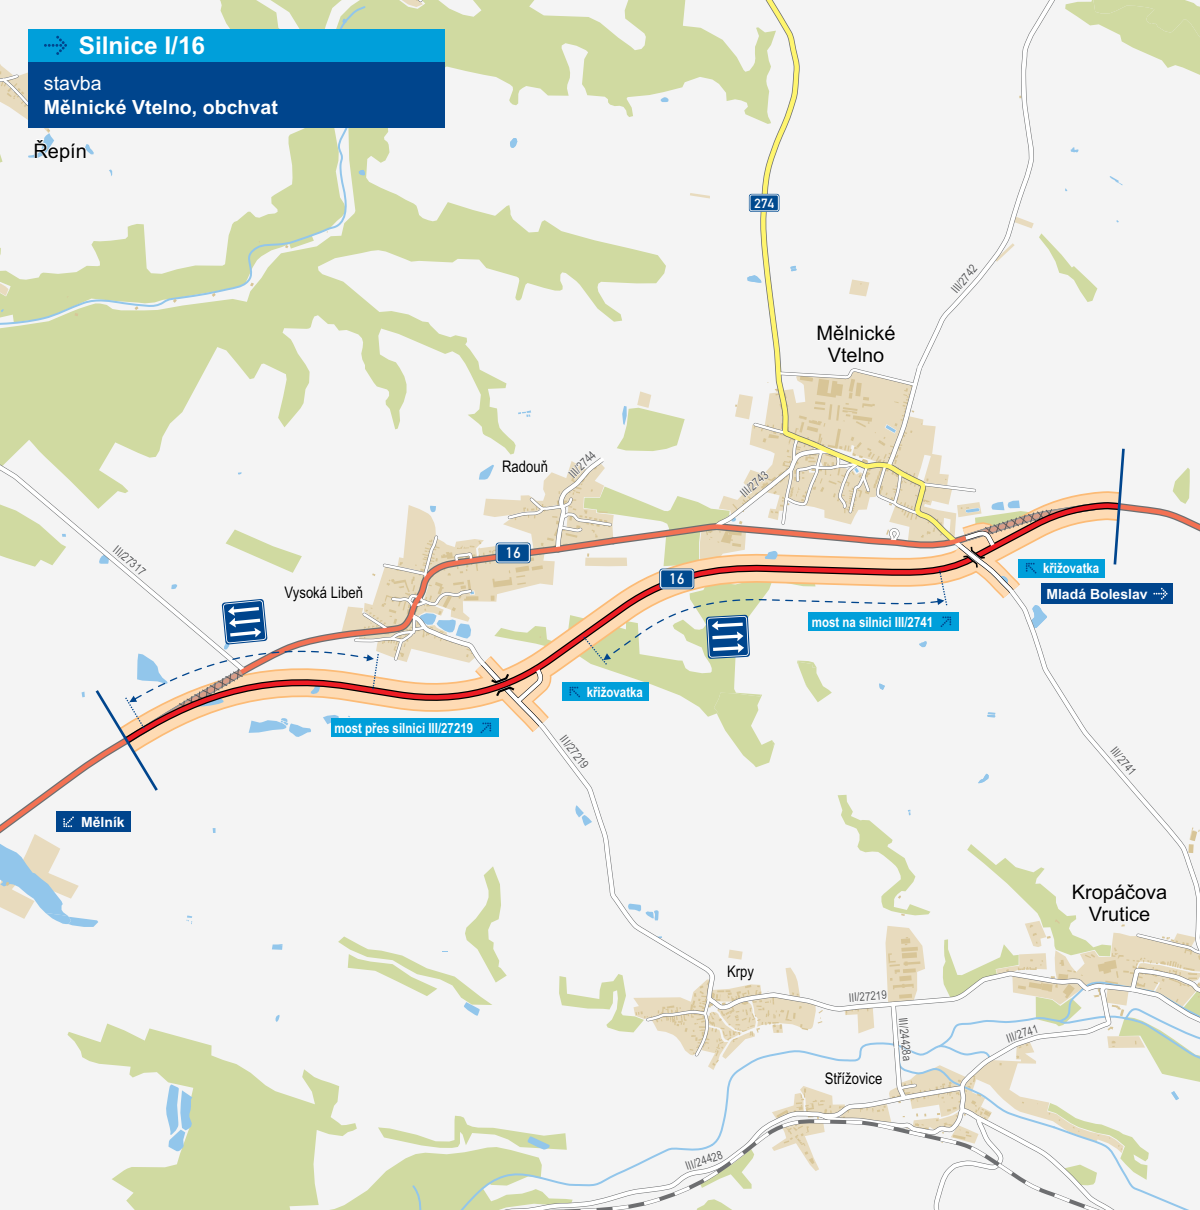 Silnice I/16
stavba
Mělnické Vtelno, obchvat
Řepín
274
III/2742
Mělnické
Vtelno
Radouň
III/2744
III/2743
III/27317
16
Vysoká Libeň
16
křižovatka
Mladá Boleslav
most na silnici III/2741
křižovatka
most přes silnici III/27219
III/27219
III/2741
Mělník
Kropáčova
Vrutice
Krpy
III/27219
III/24428a
III/2741
Střížovice
III/24428